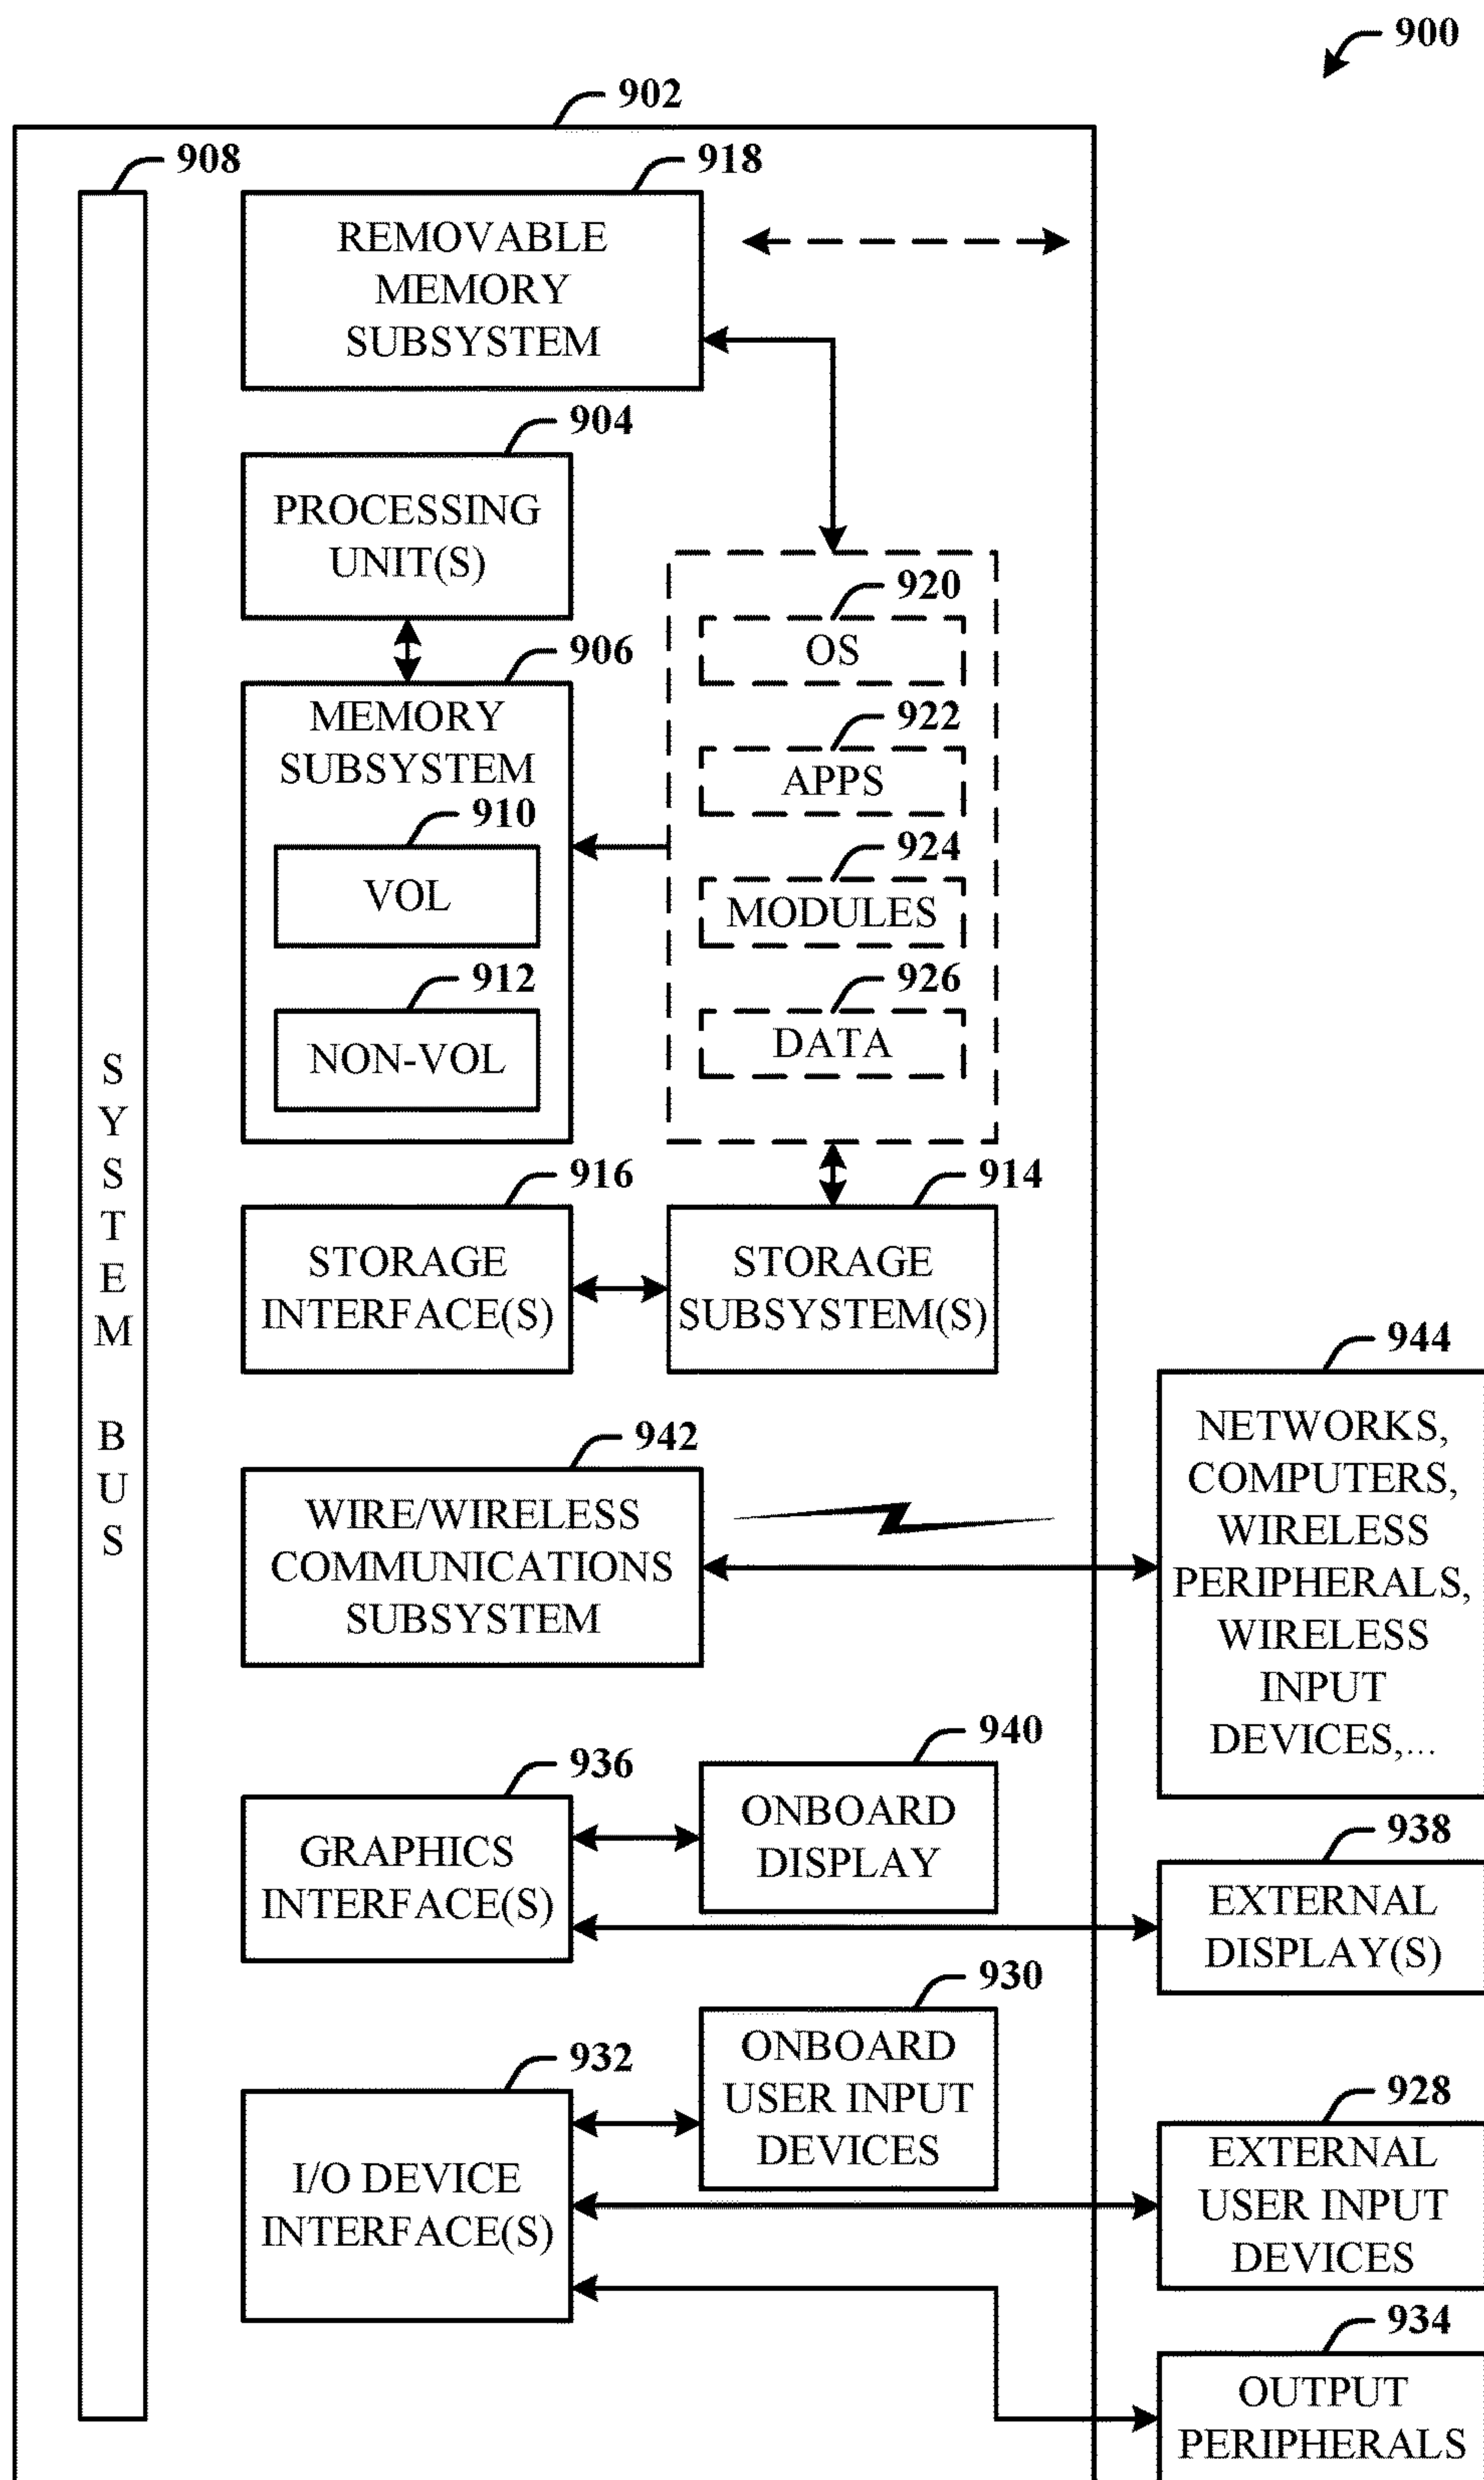 900
902
908
918
REMOVABLE
MEMORY
SUBSYSTEM
904
PROCESSING
UNIT(S)
906
MEMORY
SUBSYSTEM
910
VOL
912
NON-VOL
920
OS
922
APPS
924
MODULES
926
DATA
SYSTEM BUS
916
STORAGE
INTERFACE(S)
914
STORAGE
SUBSYSTEM(S)
942
WIRE/WIRELESS
COMMUNICATIONS
SUBSYSTEM
944
NETWORKS,
COMPUTERS,
WIRELESS
PERIPHERALS,
WIRELESS
INPUT
DEVICES,...
936
GRAPHICS
INTERFACE(S)
940
ONBOARD
DISPLAY
938
EXTERNAL
DISPLAY(S)
932
I/O DEVICE
INTERFACE(S)
930
ONBOARD
USER INPUT
DEVICES
928
EXTERNAL
USER INPUT
DEVICES
934
OUTPUT
PERIPHERALS